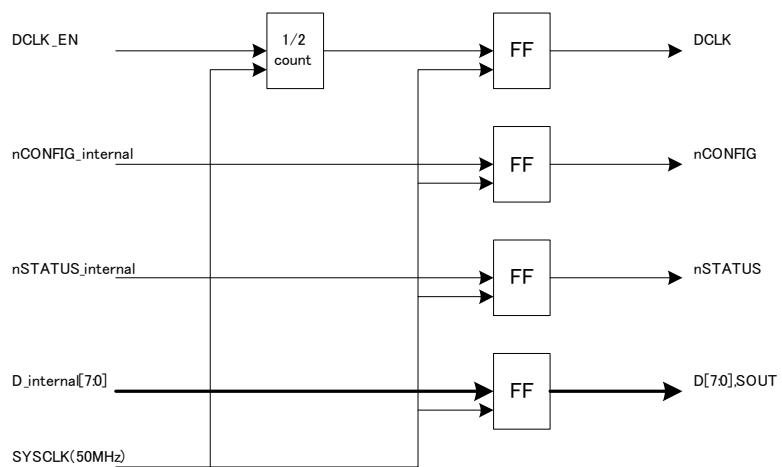 DCLK_EN
1/2
count
FF
DCLK
nCONFIG_internal
FF
nCONFIG
nSTATUS_internal
FF
nSTATUS
D_internal[7:0]
FF
D[7:0],SOUT
SYSCLK(50MHz)